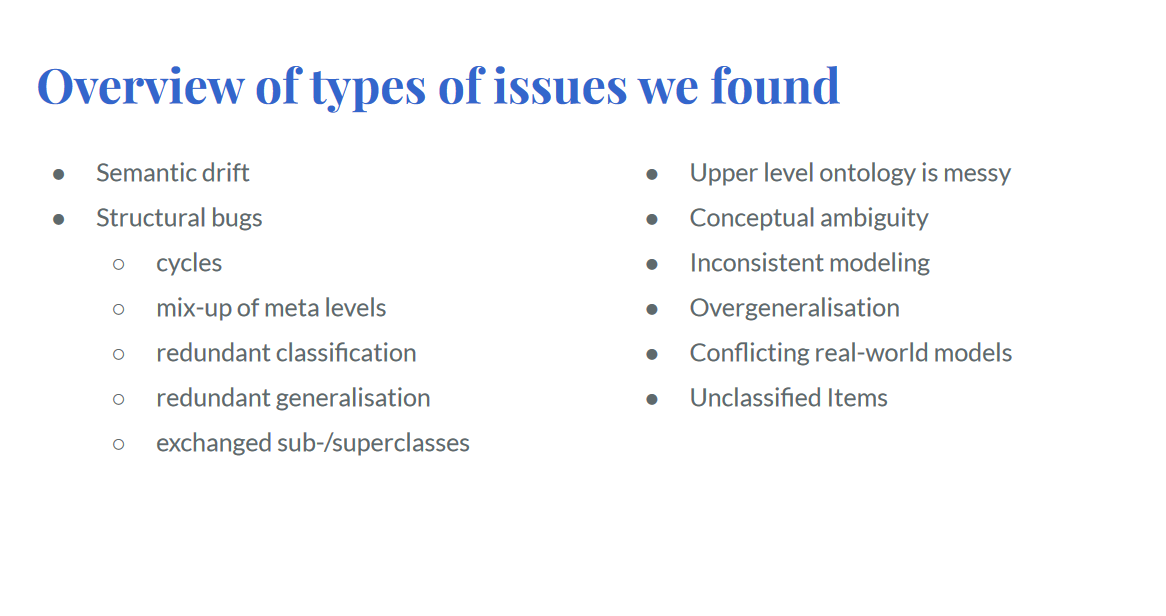 Overview of types of issues we found
● Semantic drift
● Structural bugs
○ cycles
○ mix-up of meta levels
○ redundant classification
○ redundant generalisation
○ exchanged sub-/superclasses
● Upper level ontology is messy
● Conceptual ambiguity
● Inconsistent modeling
● Overgeneralisation
● Conflicting real-world models
● Unclassified Items